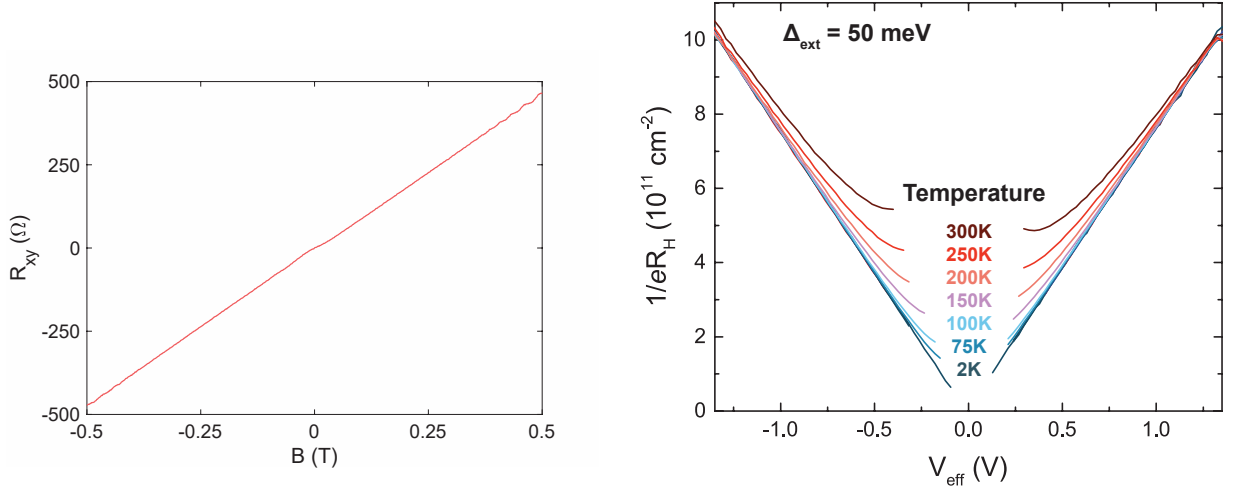 500
250
0
-250
-500
R_xy (Ω)
-0.5
-0.25
0
0.25
0.5
B (T)
Δ_ext = 50 meV
10
8
6
4
2
0
1/eR_H (10^11 cm^-2)
Temperature
300K
250K
200K
150K
100K
75K
2K
-1.0
-0.5
0.0
0.5
1.0
V_eff (V)